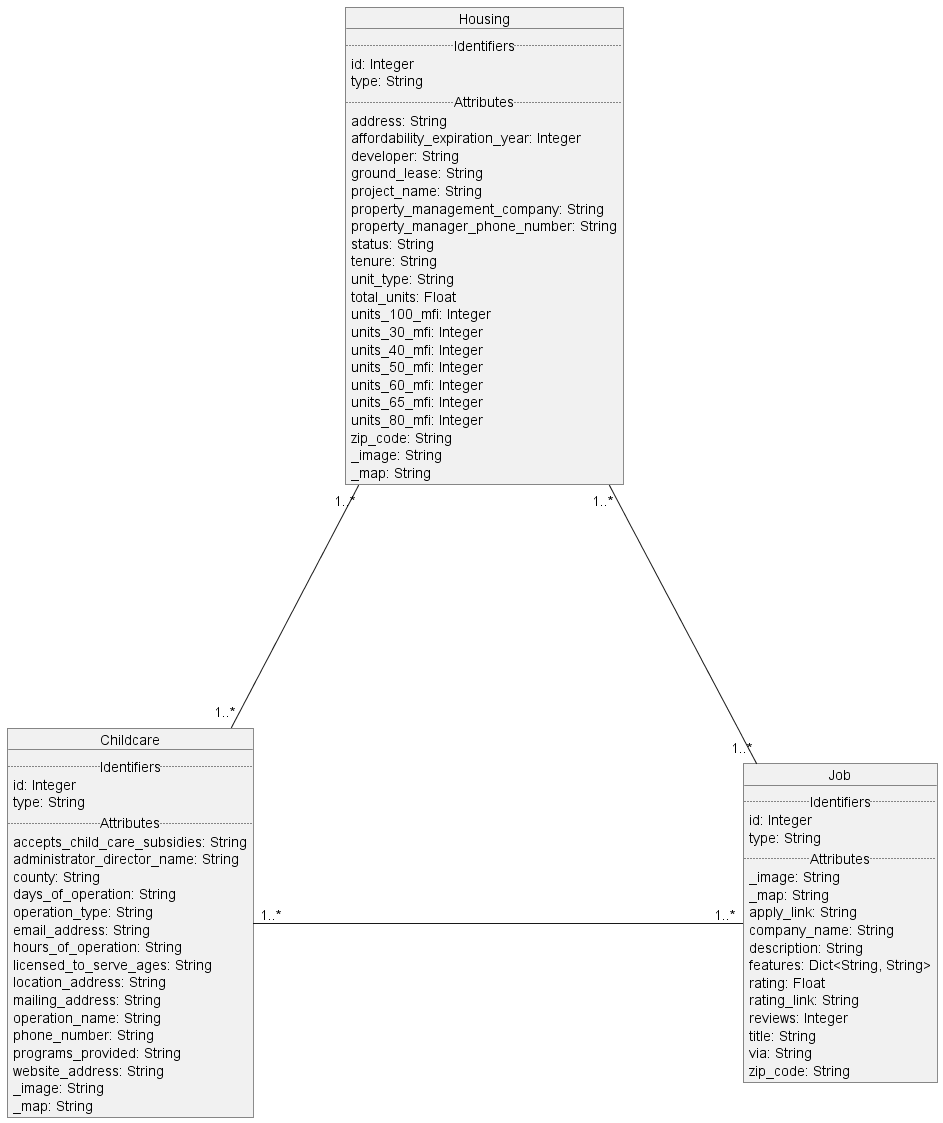 Housing
Identifiers
id: Integer
type: String
Attributes
address: String
affordability_expiration_year: Integer
developer: String
ground_lease: String
project_name: String
property_management_company: String
property_manager_phone_number: String
status: String
tenure: String
unit_type: String
total_units: Float
units_100_mfi: Integer
units_30_mfi: Integer
units_40_mfi: Integer
units_50_mfi: Integer
units_60_mfi: Integer
units_65_mfi: Integer
units_80_mfi: Integer
zip_code: String
_image: String
_map: String
1..*
1..*
1..*
1..*
Childcare
Identifiers
id: Integer
type: String
Attributes
accepts_child_care_subsidies: String
administrator_director_name: String
county: String
days_of_operation: String
operation_type: String
email_address: String
hours_of_operation: String
licensed_to_serve_ages: String
location_address: String
mailing_address: String
operation_name: String
phone_number: String
programs_provided: String
website_address: String
_image: String
_map: String
1..*
1..*
Job
Identifiers
id: Integer
type: String
Attributes
_image: String
_map: String
apply_link: String
company_name: String
description: String
features: Dict<String, String>
rating: Float
rating_link: String
reviews: Integer
title: String
via: String
zip_code: String